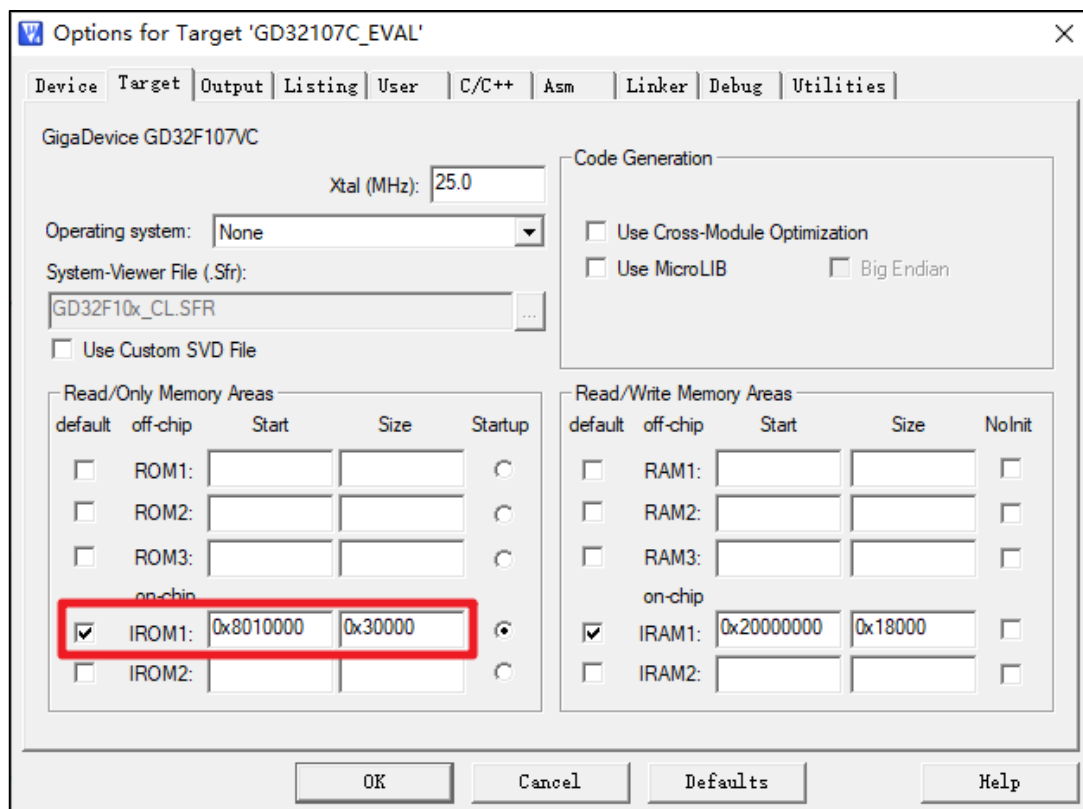 Options for Target 'GD32107C_EVAL'
Device Target Output Listing User C/C++ Asm Linker Debug Utilities
GigaDevice GD32F107VC
Xtal (MHz): 25.0
Operating system: None
System-Viewer File (.Sfr):
GD32F10x_CL.SFR
...
Use Custom SVD File
Code Generation
Use Cross-Module Optimization
Use MicroLIB Big Endian
Read/Only Memory Areas
default off-chip Start Size Startup
ROM1:
ROM2:
ROM3:
on-chip
IROM1: 0x8010000 0x30000
IROM2:
Read/Write Memory Areas
default off-chip Start Size NoInit
RAM1:
RAM2:
RAM3:
on-chip
IRAM1: 0x20000000 0x18000
IRAM2:
OK Cancel Defaults Help